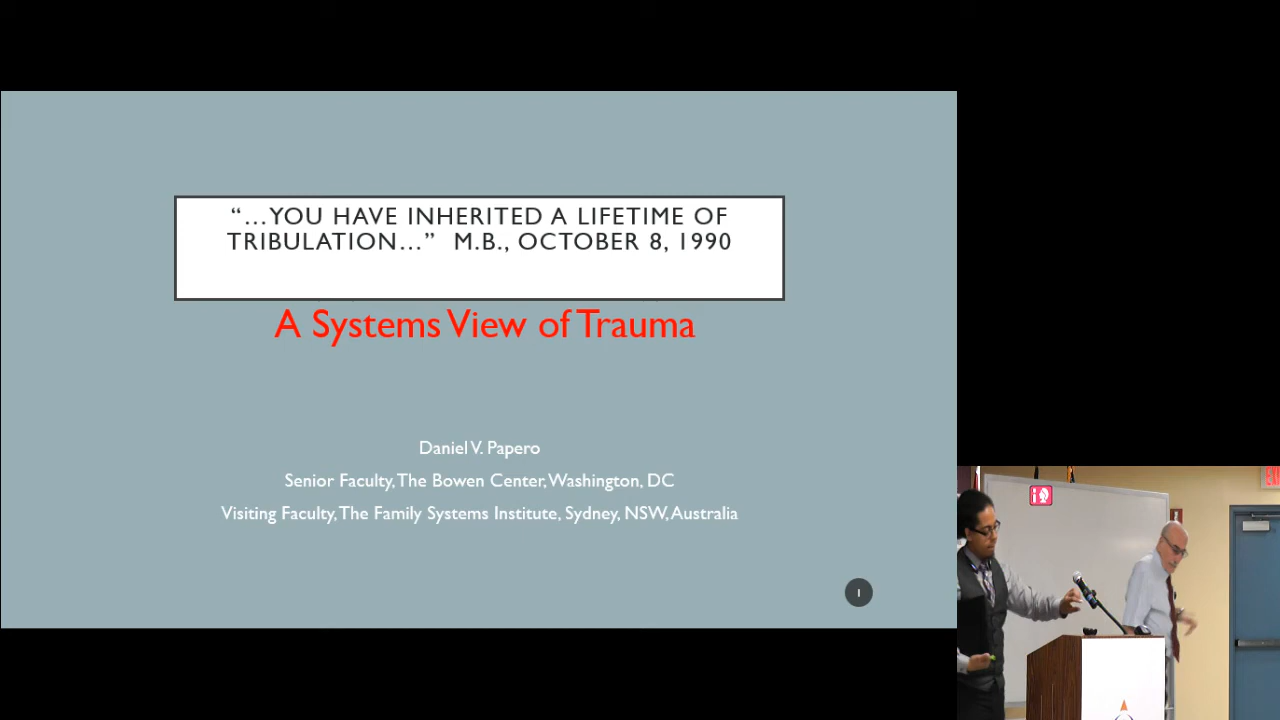 “…YOU HAVE INHERITED A LIFETIME OF
TRIBULATION…” M.B., OCTOBER 8, 1990
A Systems View of Trauma
Daniel V. Papero
Senior Faculty, The Bowen Center, Washington, DC
Visiting Faculty, The Family Systems Institute, Sydney, NSW, Australia
1